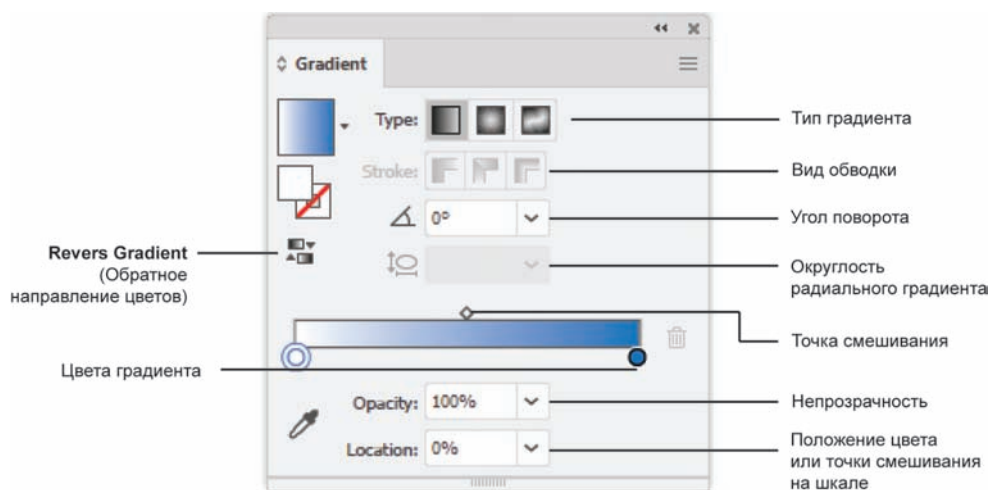 Gradient
Type:
Тип градиента
Stroke:
Вид обводки
0°
Угол поворота
Revers Gradient
(Обратное
направление цветов)
Округлость
радиального градиента
Точка смешивания
Цвета градиента
Opacity: 100%
Непрозрачность
Location: 0%
Положение цвета
или точки смешивания
на шкале